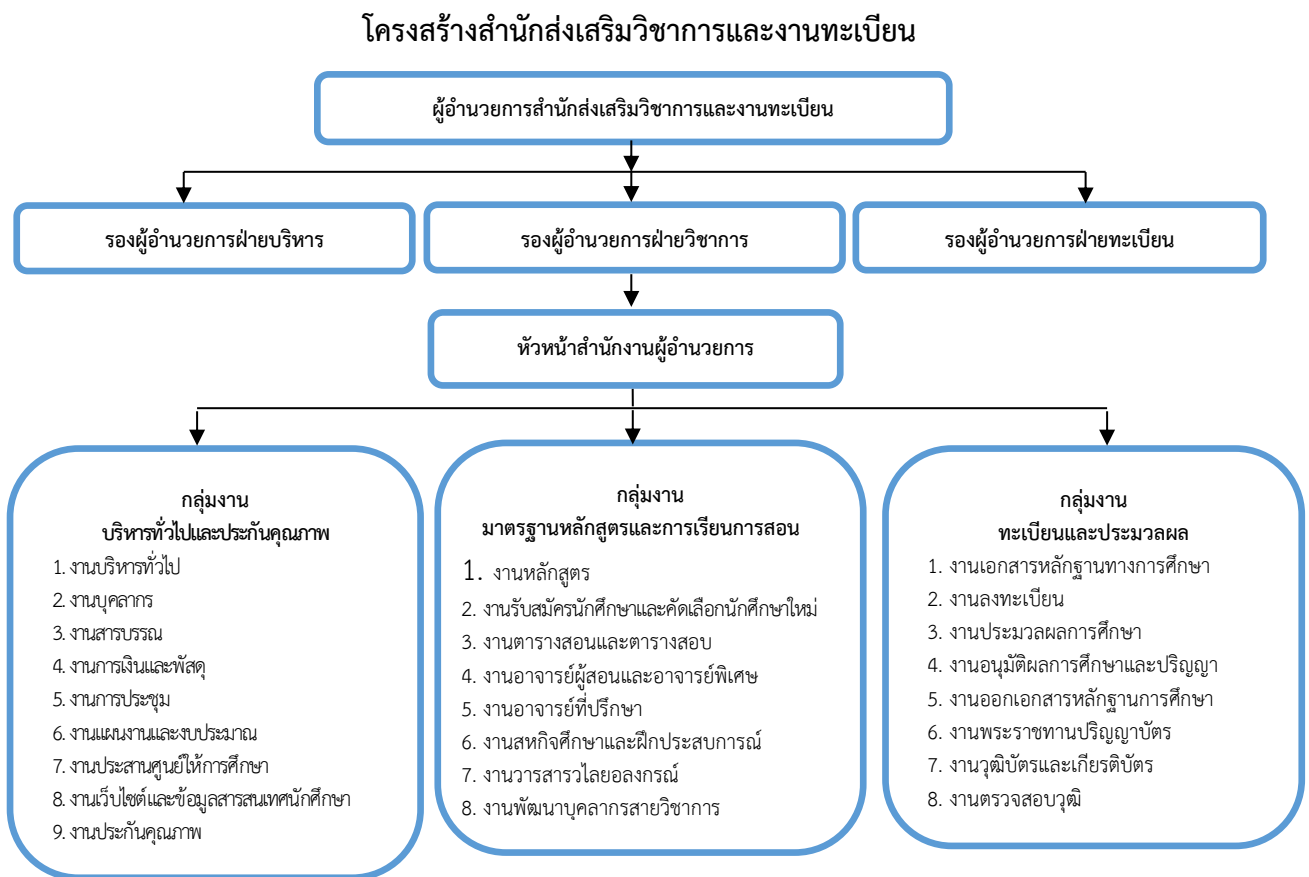 โครงสร้างสำนักส่งเสริมวิชาการและงานทะเบียน
ผู้อำนวยการสำนักส่งเสริมวิชาการและงานทะเบียน
รองผู้อำนวยการฝ่ายบริหาร
รองผู้อำนวยการฝ่ายวิชาการ
รองผู้อำนวยการฝ่ายทะเบียน
หัวหน้าสำนักงานผู้อำนวยการ
กลุ่มงาน
บริหารทั่วไปและประกันคุณภาพ
1. งานบริหารทั่วไป
2. งานบุคลากร
3. งานสารบรรณ
4. งานการเงินและพัสดุ
5. งานการประชุม
6. งานแผนงานและงบประมาณ
7. งานประสานศูนย์ให้การศึกษา
8. งานเว็บไซต์และข้อมูลสารสนเทศนักศึกษา
9. งานประกันคุณภาพ
กลุ่มงาน
มาตรฐานหลักสูตรและการเรียนการสอน
1. งานหลักสูตร
2. งานรับสมัครนักศึกษาและคัดเลือกนักศึกษาใหม่
3. งานตารางสอนและตารางสอบ
4. งานอาจารย์ผู้สอนและอาจารย์พิเศษ
5. งานอาจารย์ที่ปรึกษา
6. งานสหกิจศึกษาและฝึกประสบการณ์
7. งานวารสารวไลยอลงกรณ์
8. งานพัฒนาบุคลากรสายวิชาการ
กลุ่มงาน
ทะเบียนและประมวลผล
1. งานเอกสารหลักฐานทางการศึกษา
2. งานลงทะเบียน
3. งานประมวลผลการศึกษา
4. งานอนุมัติผลการศึกษาและปริญญา
5. งานออกเอกสารหลักฐานการศึกษา
6. งานพระราชทานปริญญาบัตร
7. งานวุฒิบัตรและเกียรติบัตร
8. งานตรวจสอบวุฒิ